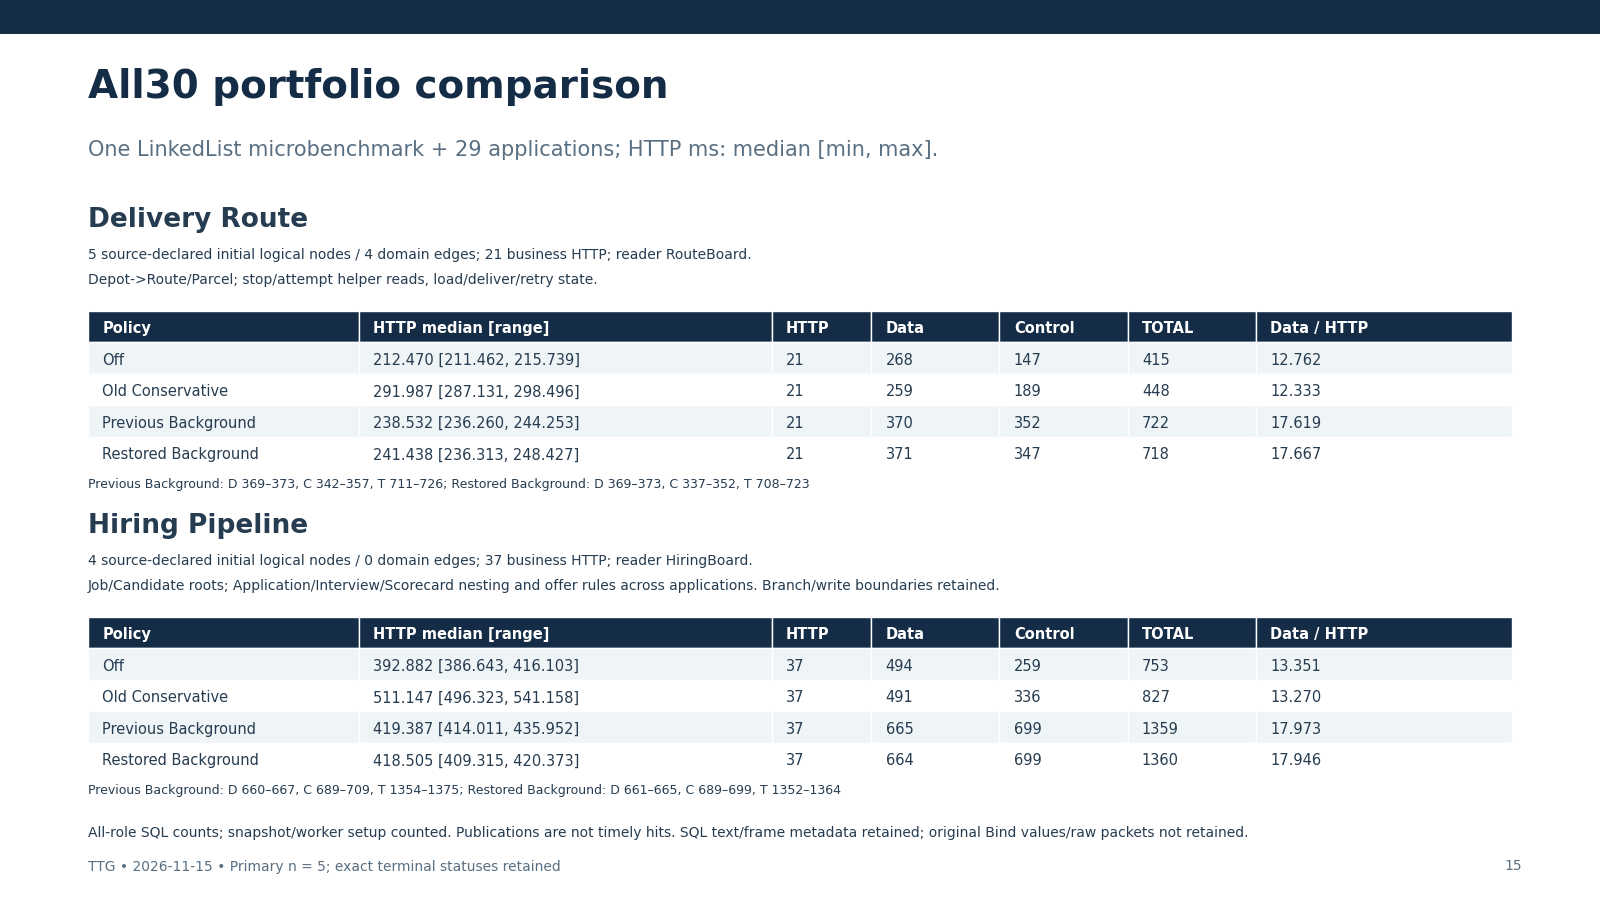 All30 portfolio comparison
One LinkedList microbenchmark + 29 applications; HTTP ms: median [min, max].
Delivery Route
5 source-declared initial logical nodes / 4 domain edges; 21 business HTTP; reader RouteBoard.
Depot->Route/Parcel; stop/attempt helper reads, load/deliver/retry state.
Policy HTTP median [range] HTTP Data Control TOTAL Data / HTTP
Off 212.470 [211.462, 215.739] 21 268 147 415 12.762
Old Conservative 291.987 [287.131, 298.496] 21 259 189 448 12.333
Previous Background 238.532 [236.260, 244.253] 21 370 352 722 17.619
Restored Background 241.438 [236.313, 248.427] 21 371 347 718 17.667
Previous Background: D 369–373, C 342–357, T 711–726; Restored Background: D 369–373, C 337–352, T 708–723
Hiring Pipeline
4 source-declared initial logical nodes / 0 domain edges; 37 business HTTP; reader HiringBoard.
Job/Candidate roots; Application/Interview/Scorecard nesting and offer rules across applications. Branch/write boundaries retained.
Policy HTTP median [range] HTTP Data Control TOTAL Data / HTTP
Off 392.882 [386.643, 416.103] 37 494 259 753 13.351
Old Conservative 511.147 [496.323, 541.158] 37 491 336 827 13.270
Previous Background 419.387 [414.011, 435.952] 37 665 699 1359 17.973
Restored Background 418.505 [409.315, 420.373] 37 664 699 1360 17.946
Previous Background: D 660–667, C 689–709, T 1354–1375; Restored Background: D 661–665, C 689–699, T 1352–1364
All-role SQL counts; snapshot/worker setup counted. Publications are not timely hits. SQL text/frame metadata retained; original Bind values/raw packets not retained.
TTG • 2026-11-15 • Primary n = 5; exact terminal statuses retained
15